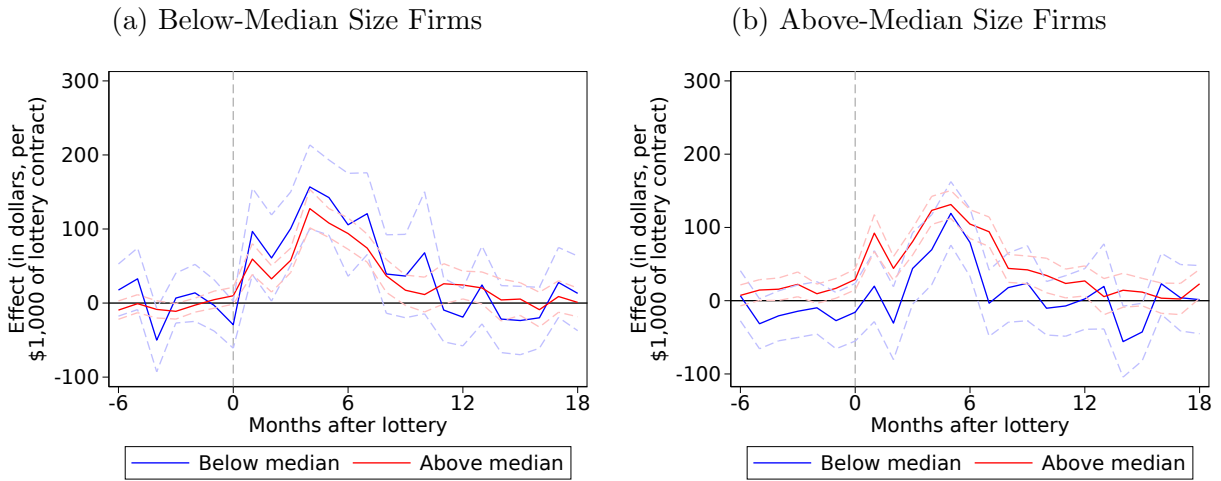 (a) Below-Median Size Firms
Effect (in dollars, per
$1,000 of lottery contract)
300
200
100
0
-100
-6
0
6
12
18
Months after lottery
Below median
Above median
(b) Above-Median Size Firms
Effect (in dollars, per
$1,000 of lottery contract)
300
200
100
0
-100
-6
0
6
12
18
Months after lottery
Below median
Above median